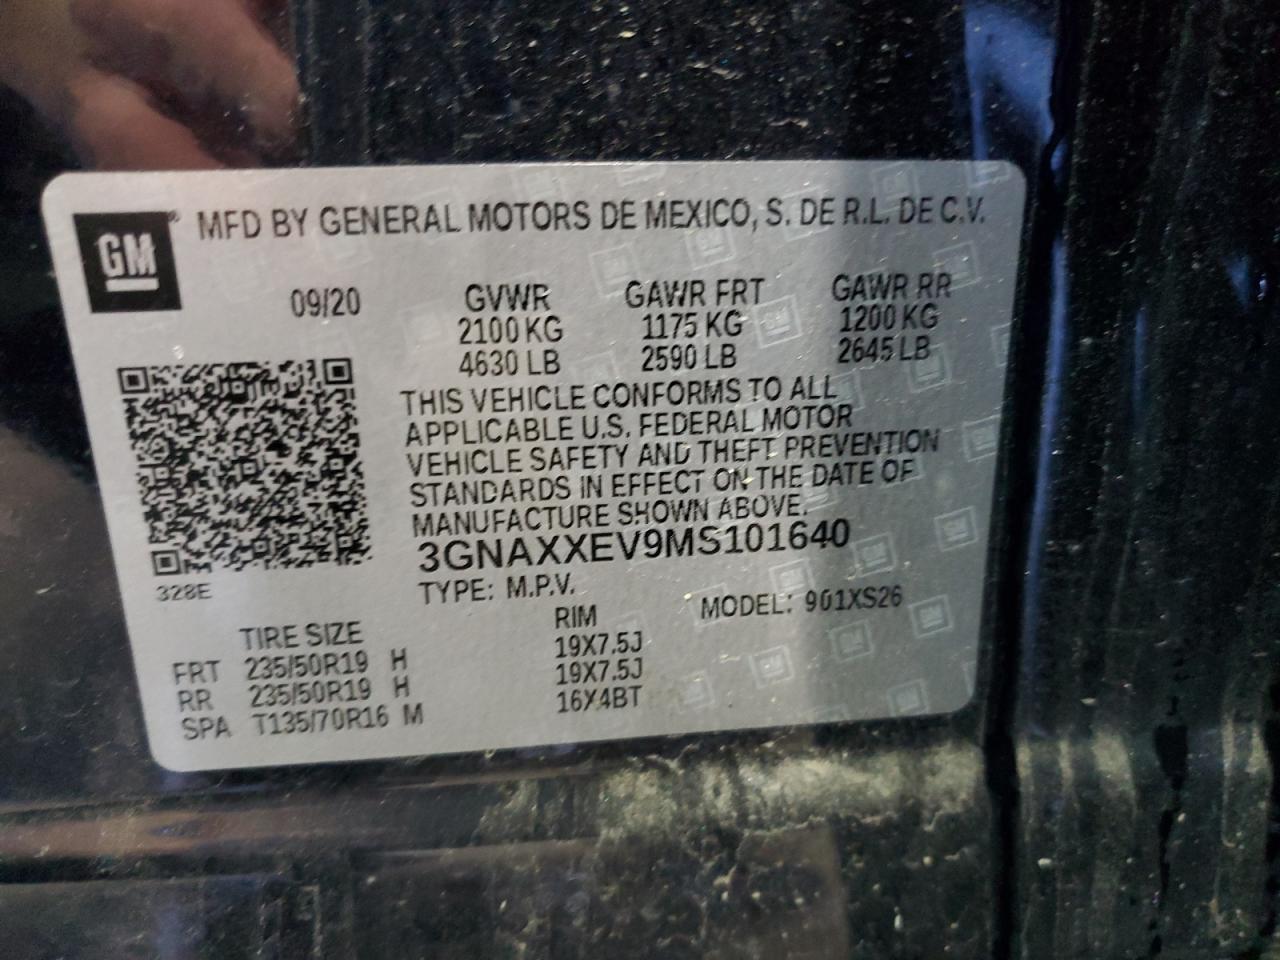 GM® MFD BY GENERAL MOTORS DE MEXICO, S. DE R.L. DE C.V.
09/20 GVWR GAWR FRT GAWR RR
2100 KG 1175 KG 1200 KG
4630 LB 2590 LB 2645 LB
THIS VEHICLE CONFORMS TO ALL
APPLICABLE U.S. FEDERAL MOTOR
VEHICLE SAFETY AND THEFT PREVENTION
STANDARDS IN EFFECT ON THE DATE OF
MANUFACTURE SHOWN ABOVE.
3GNAXXEV9MS101640
328E
TYPE: M.P.V. MODEL: 901XS26
TIRE SIZE RIM
FRT 235/50R19 H 19X7.5J
RR 235/50R19 H 19X7.5J
SPA T135/70R16 M 16X4BT